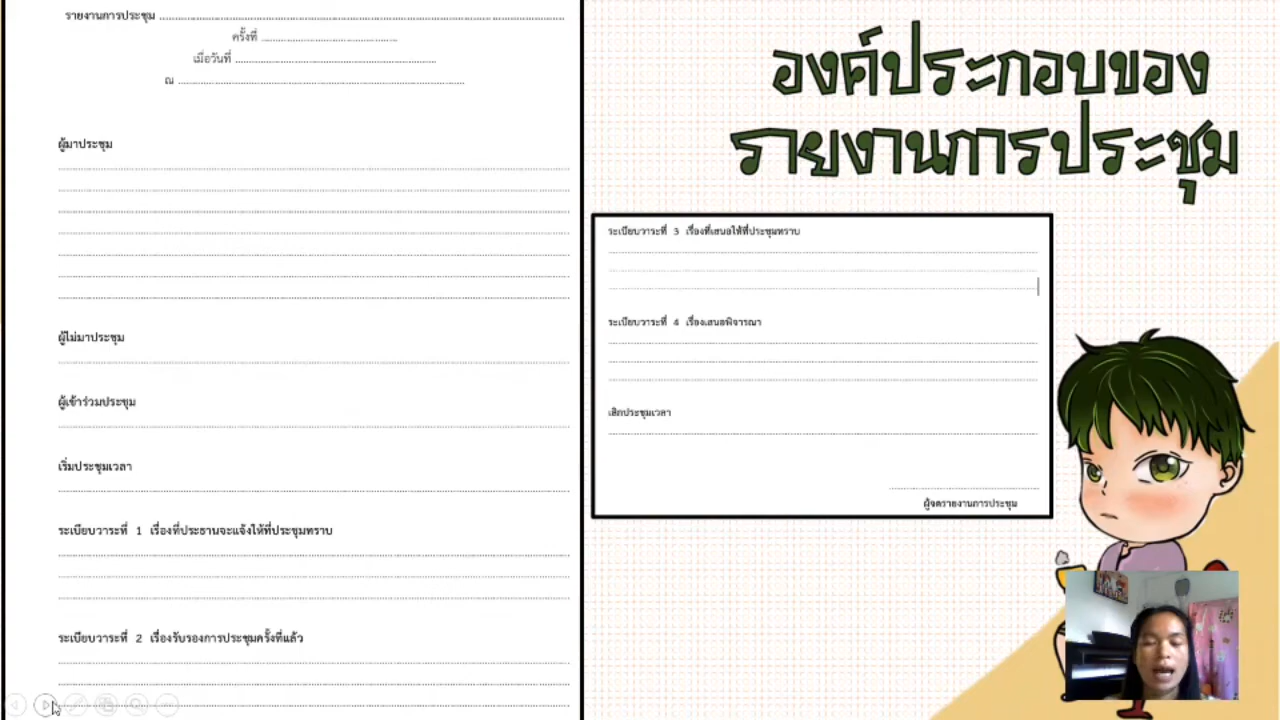 รายงานการประชุม
ครั้งที่
เมื่อวันที่
ณ
ผู้มาประชุม
ผู้ไม่มาประชุม
ผู้เข้าร่วมประชุม
เริ่มประชุมเวลา
ระเบียบวาระที่ 1 เรื่องที่ประธานจะแจ้งให้ที่ประชุมทราบ
ระเบียบวาระที่ 2 เรื่องรับรองการประชุมครั้งที่แล้ว
องค์ประกอบของ
รายงานการประชุม
ระเบียบวาระที่ 3 เรื่องที่เสนอให้ที่ประชุมทราบ
ระเบียบวาระที่ 4 เรื่องเสนอพิจารณา
เลิกประชุมเวลา
ผู้จดรายงานการประชุม